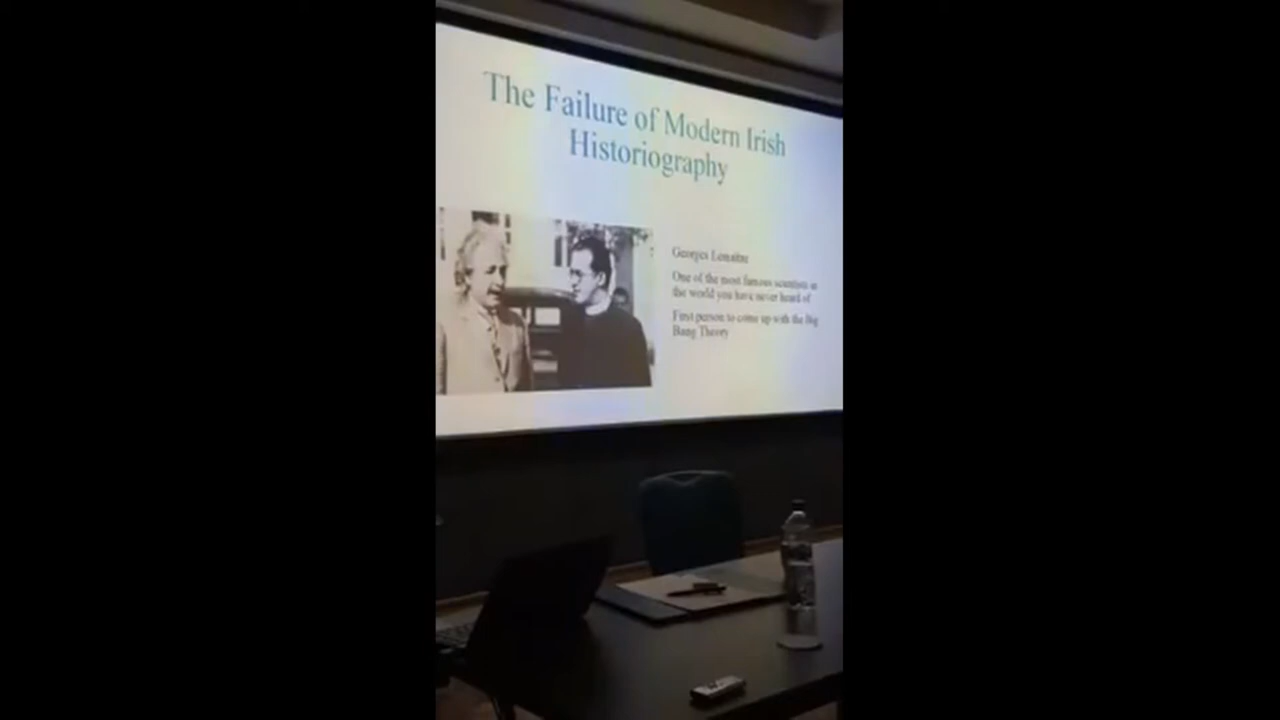 The Failure of Modern Irish
Historiography
Georges Lemaître
One of the most famous scientists in
the world you have never heard of
First person to come up with the Big
Bang Theory